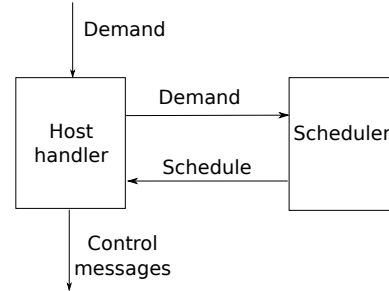 Demand
Demand
Host
handler
Scheduler
Schedule
Control
messages